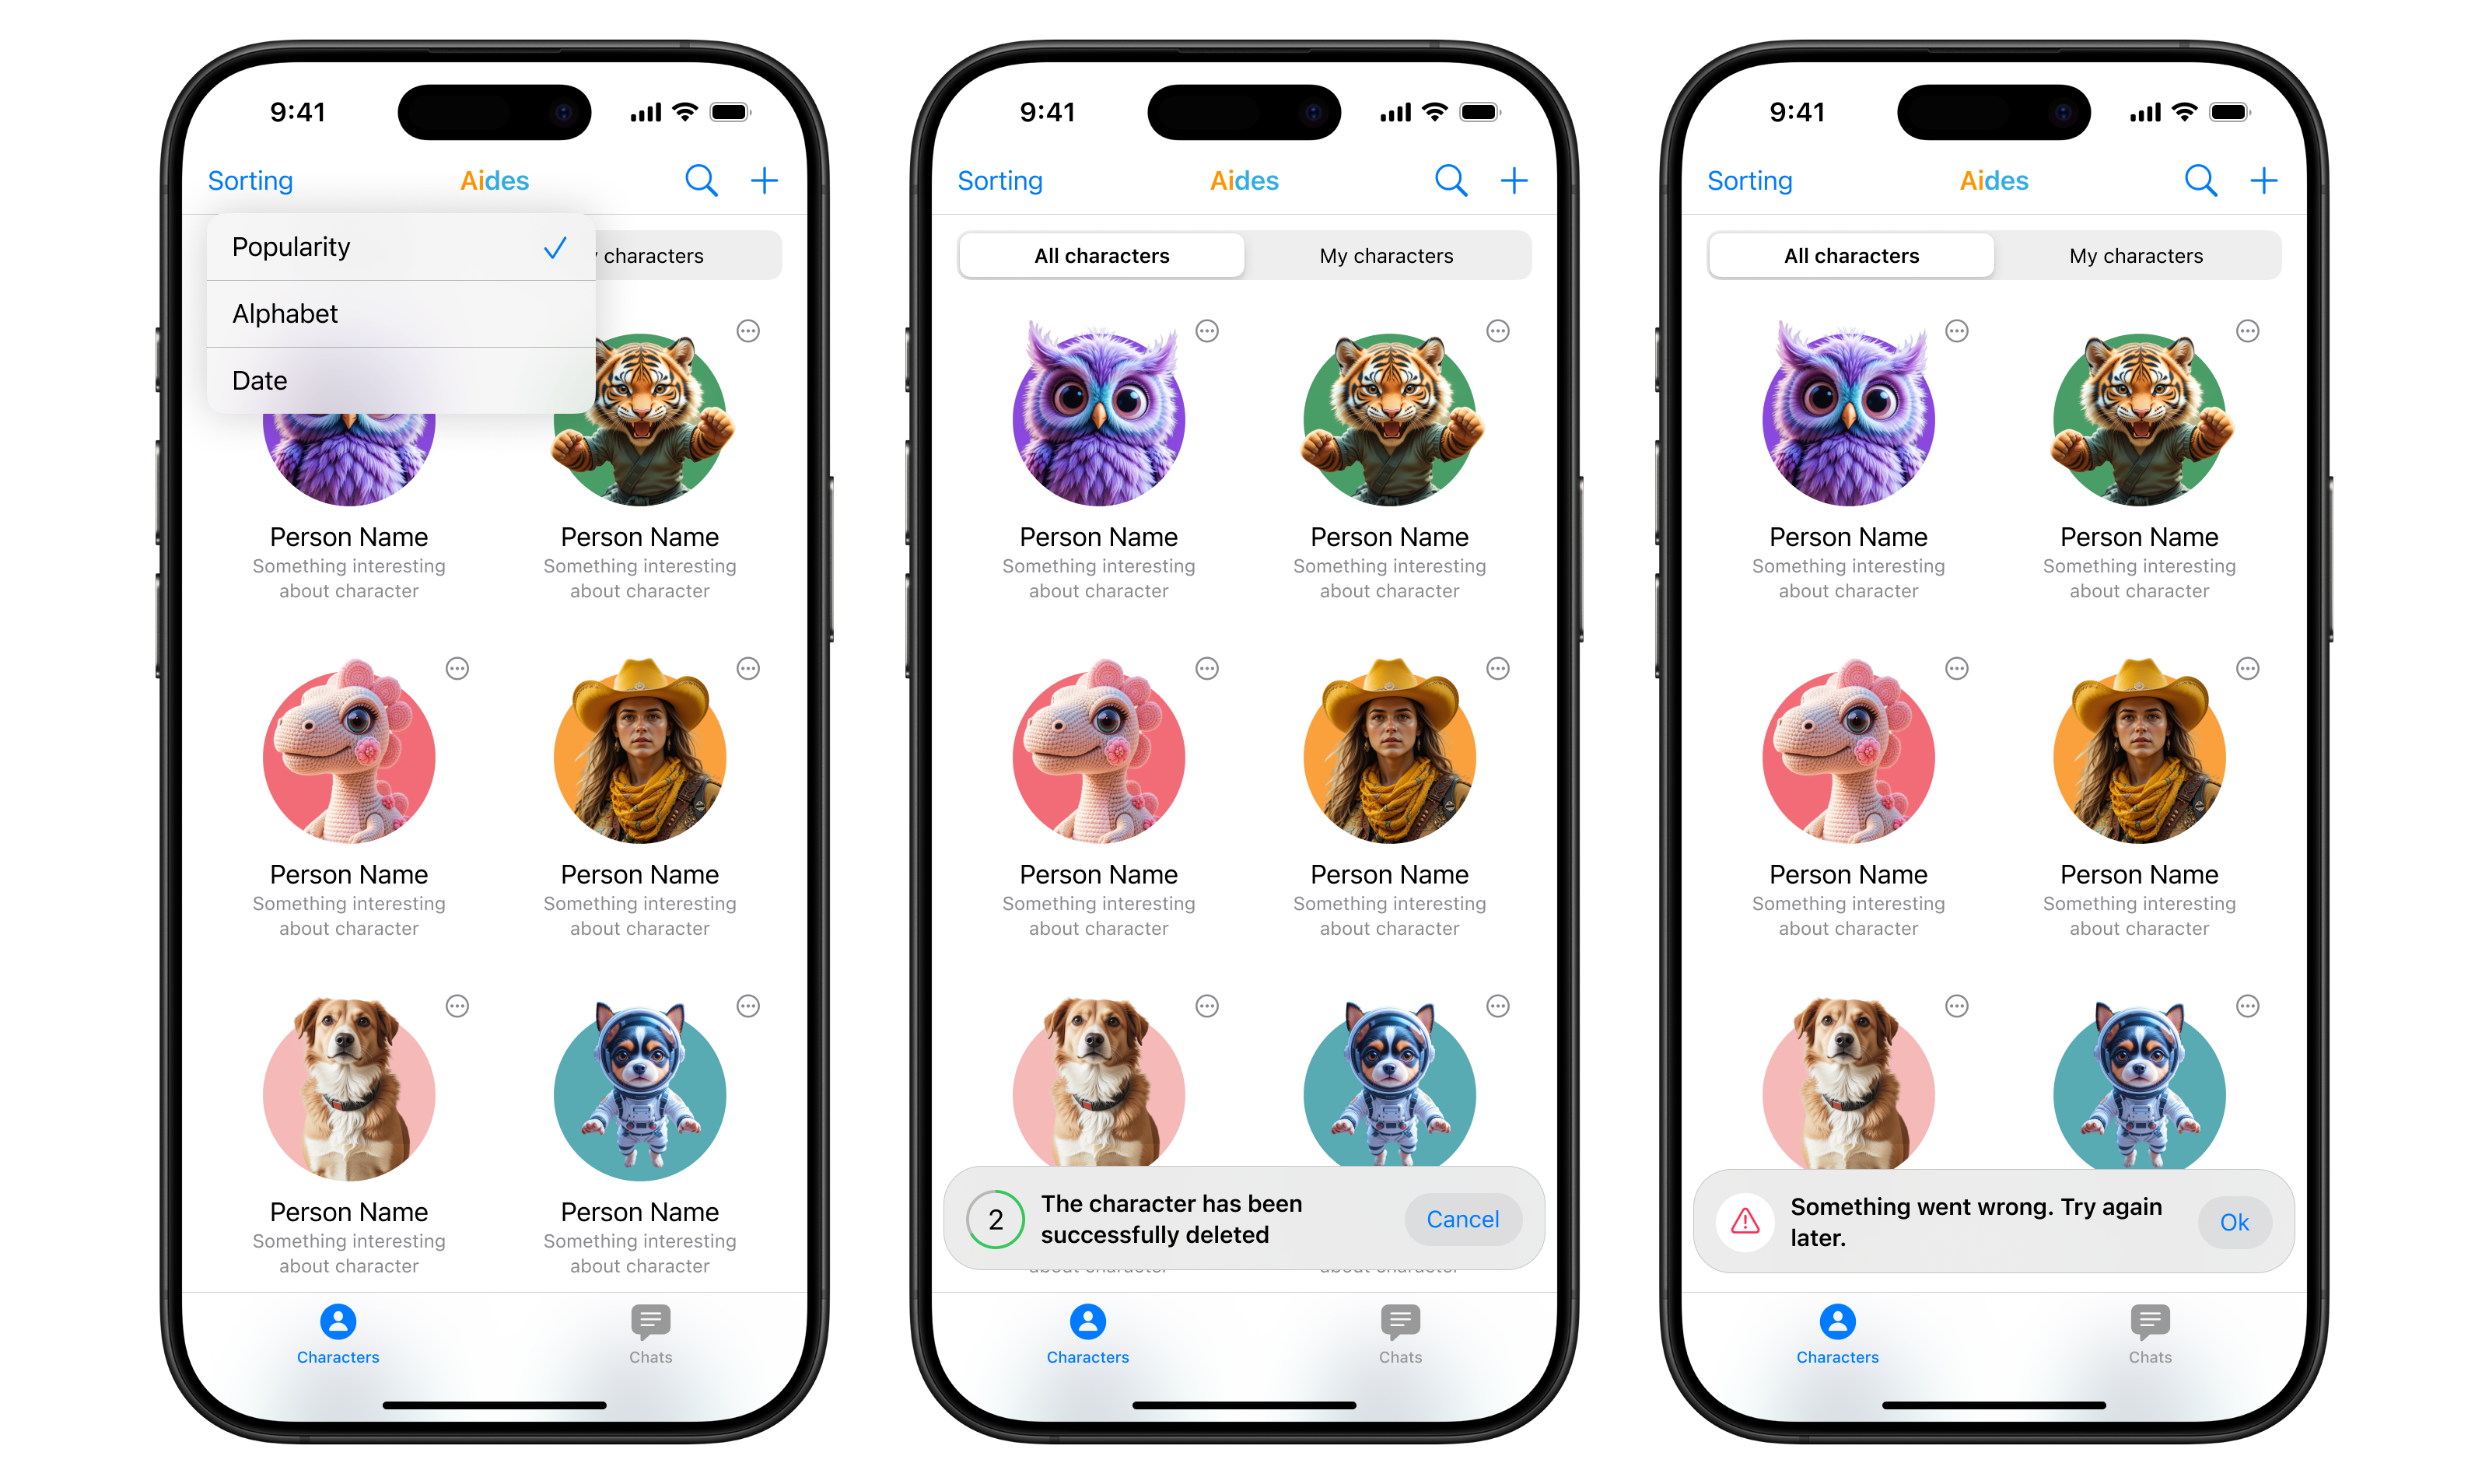 9:41
Sorting
Aides
Popularity
Alphabet
Date
characters
Person Name
Something interesting
about character
Person Name
Something interesting
about character
Person Name
Something interesting
about character
Person Name
Something interesting
about character
Person Name
Something interesting
about character
Person Name
Something interesting
about character
Characters
Chats
9:41
Sorting
Aides
All characters
My characters
Person Name
Something interesting
about character
Person Name
Something interesting
about character
Person Name
Something interesting
about character
Person Name
Something interesting
about character
2
The character has been
successfully deleted
Cancel
Characters
Chats
9:41
Sorting
Aides
All characters
My characters
Person Name
Something interesting
about character
Person Name
Something interesting
about character
Person Name
Something interesting
about character
Person Name
Something interesting
about character
Something went wrong. Try again
later.
Ok
Characters
Chats